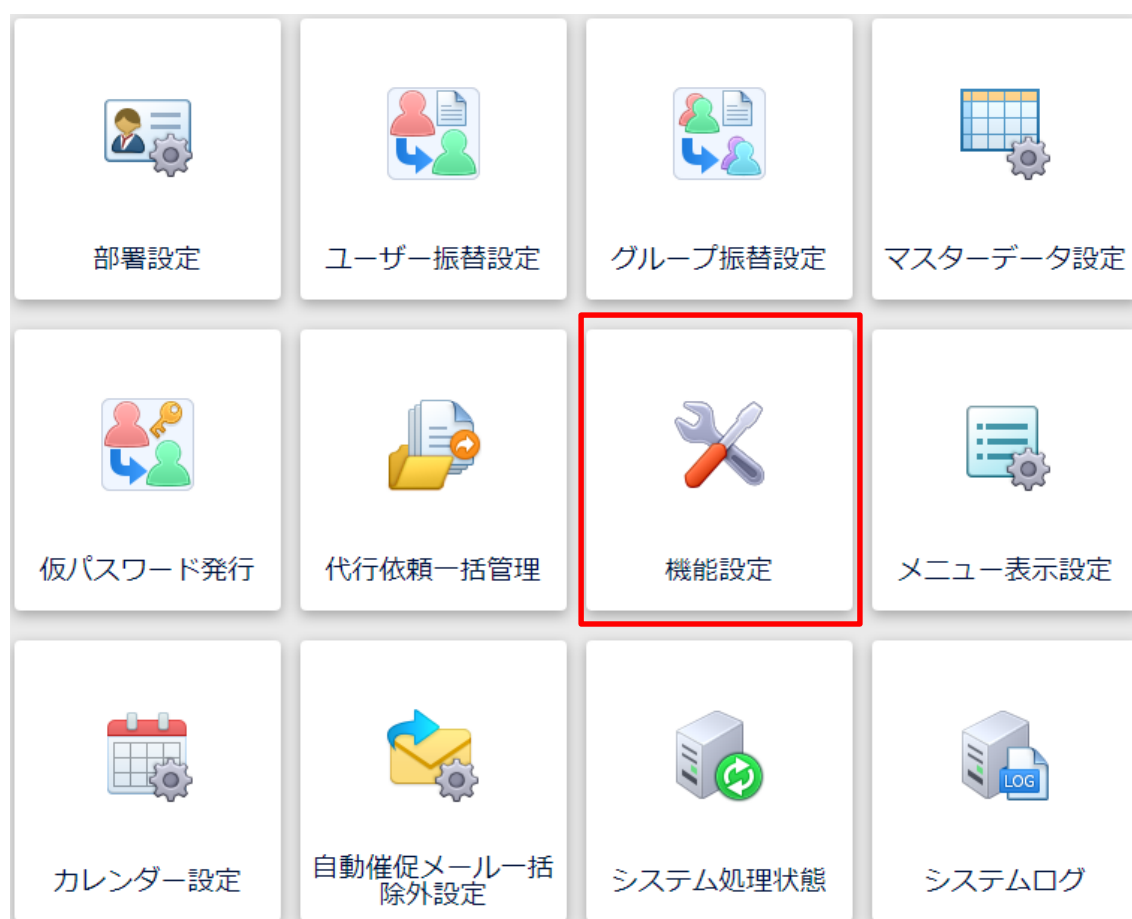 部署設定
ユーザー振替設定
グループ振替設定
マスターデータ設定
仮パスワード発行
代行依頼一括管理
機能設定
メニュー表示設定
カレンダー設定
自動催促メール一括
除外設定
システム処理状態
LOG
システムログ